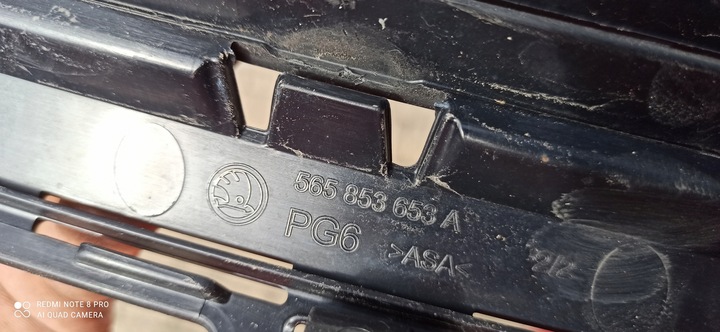 565 853 653 A
PG6
>ASA<
REDMI NOTE 8 PRO
AI QUAD CAMERA